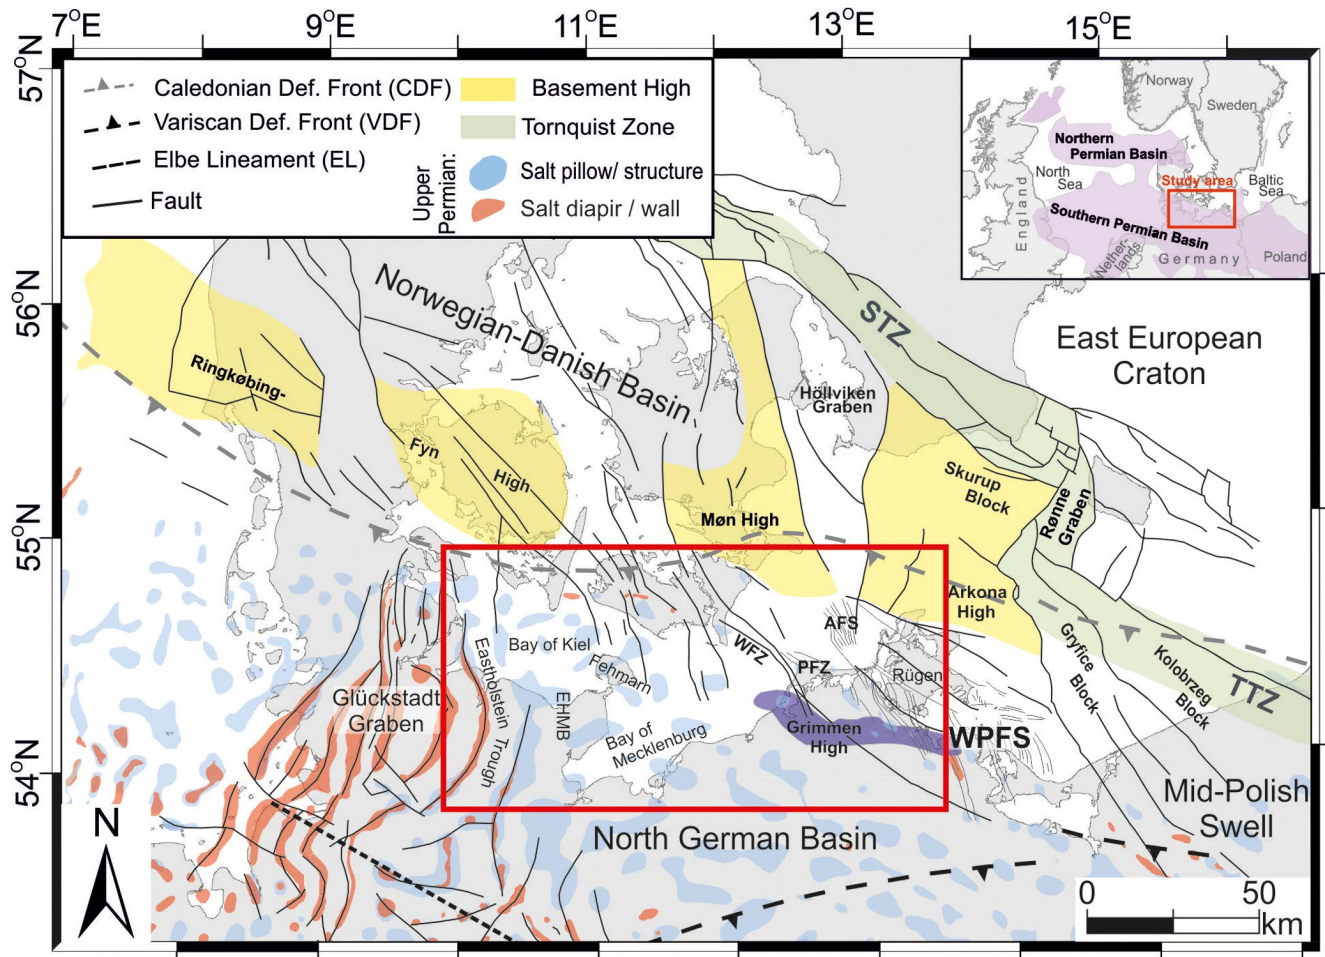 7°E
9°E
11°E
13°E
15°E
57°N
56°N
55°N
54°N
Caledonian Def. Front (CDF)
Variscan Def. Front (VDF)
Elbe Lineament (EL)
Fault
Basement High
Tornquist Zone
Upper
Permian:
Salt pillow/ structure
Salt diapir / wall
Norway
Sweden
Northern
Permian Basin
North
Sea
Study area
Baltic
Sea
England
Southern Permian Basin
Nether-
lands
Germany
Poland
Norwegian-Danish Basin
STZ
East European
Craton
Ringkøbing-
Fyn
High
Höllviken
Graben
Skurup
Block
Rønne
Graben
Møn High
Arkona
High
AFS
Bay of Kiel
WFZ
PFZ
Rügen
Fehmarn
Eastholstein Trough
EHMB
Glückstadt
Graben
Bay of
Mecklenburg
Grimmen
High
WPFS
Gryfice
Block
Kolobrzeg
Block
TTZ
Mid-Polish
Swell
North German Basin
N
0 50
km